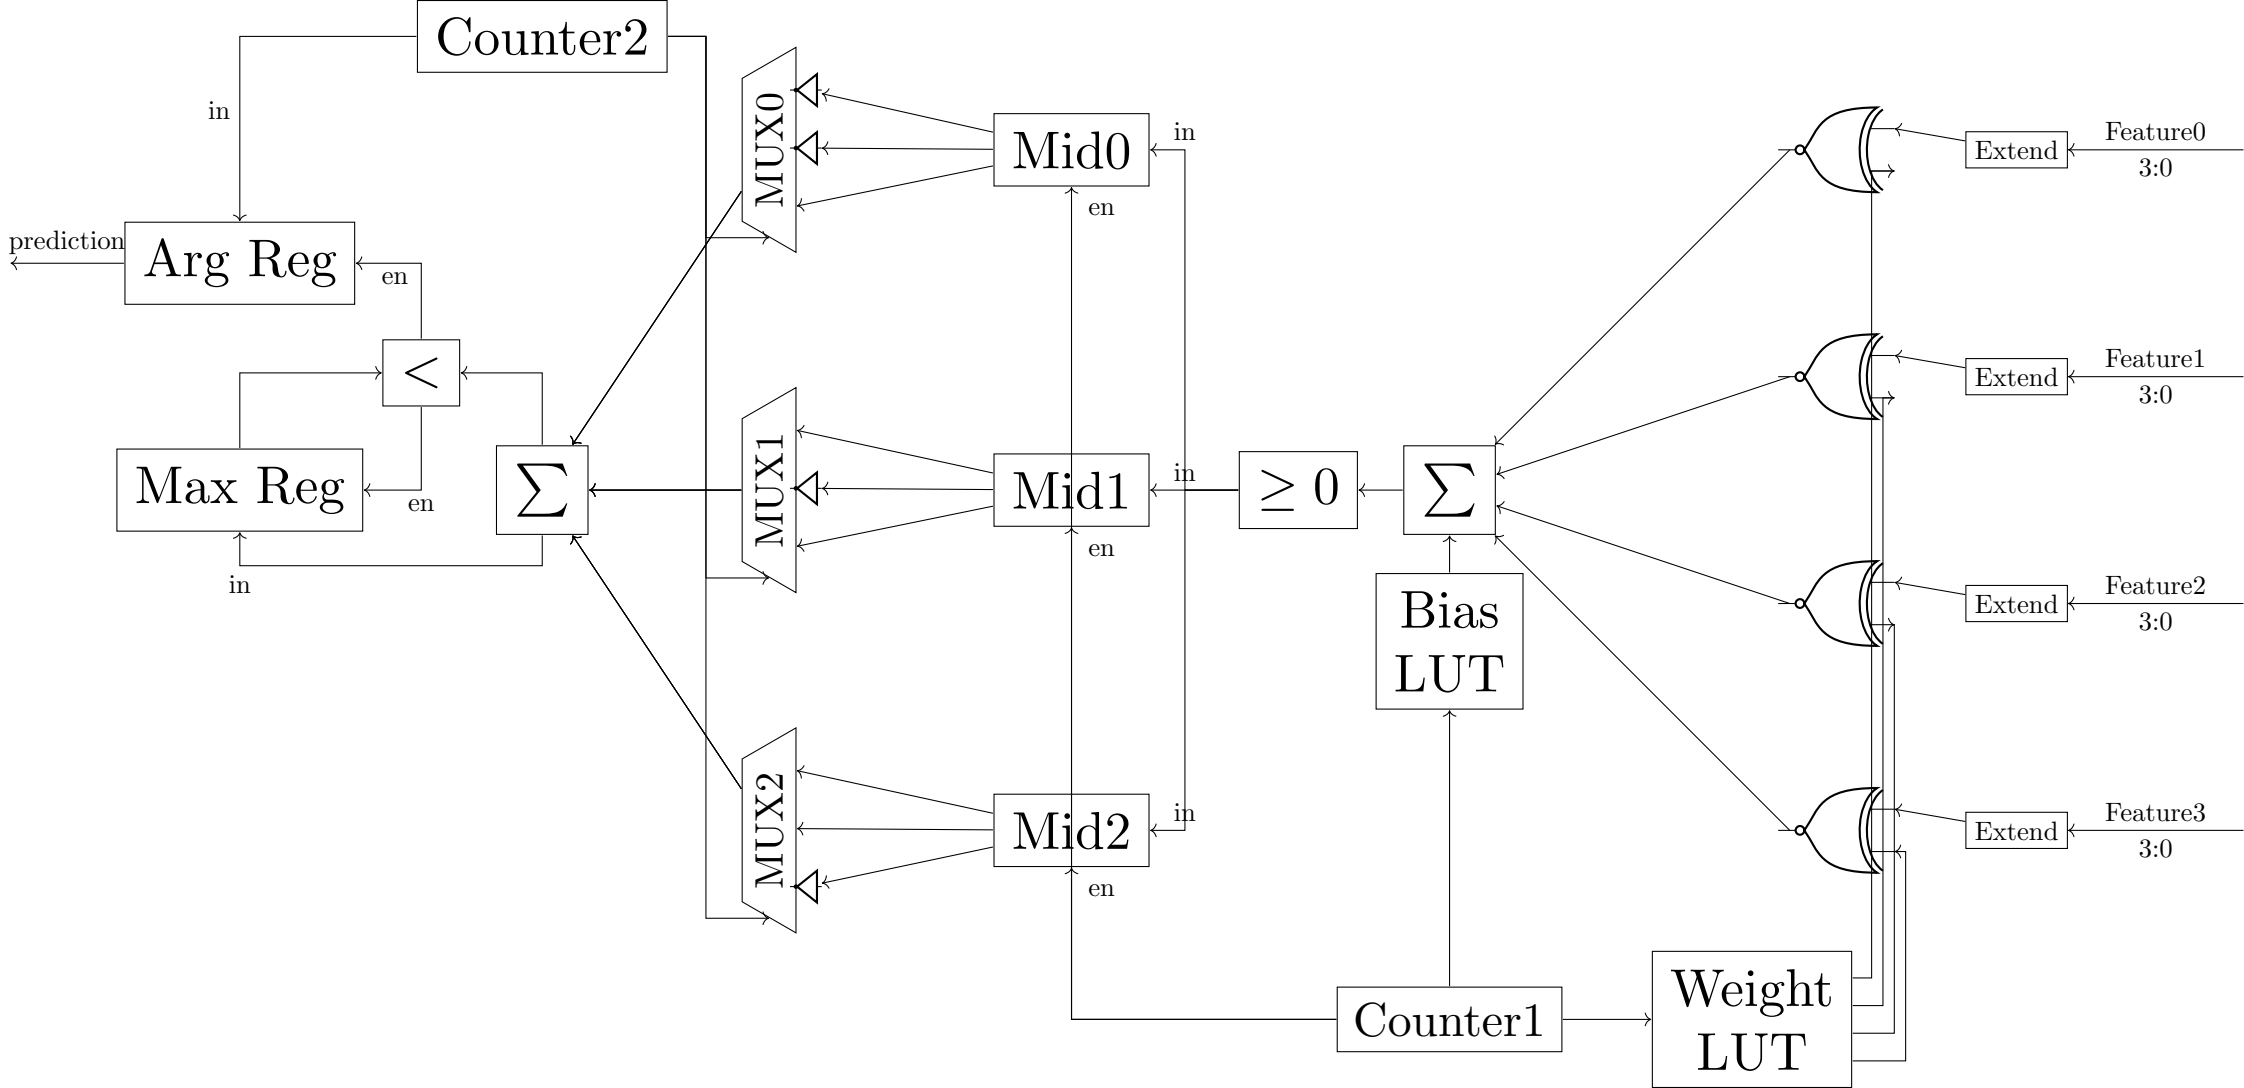 Counter2
in
MUX0
Mid0
in
en
Extend
Feature0
3:0
prediction
Arg Reg
en
<
Max Reg
en
in
∑
MUX1
Mid1
in
en
≥ 0
∑
Extend
Feature1
3:0
Bias
LUT
Extend
Feature2
3:0
MUX2
Mid2
in
en
Extend
Feature3
3:0
Counter1
Weight
LUT